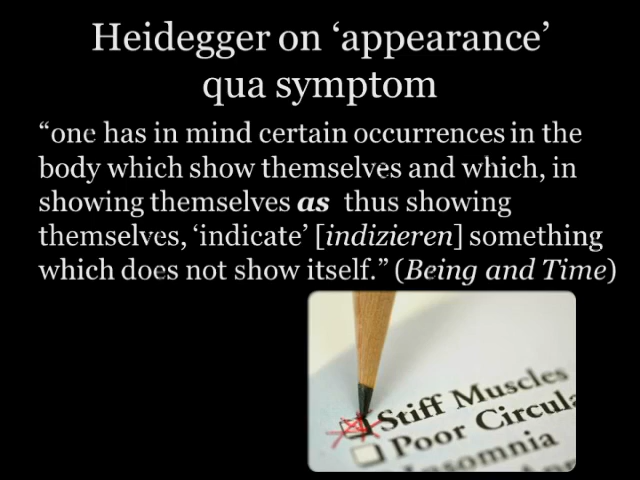 Heidegger on ‘appearance’
qua symptom
“one has in mind certain occurrences in the
body which show themselves and which, in
showing themselves as thus showing
themselves, ‘indicate’ [indizieren] something
which does not show itself.” (Being and Time)
Stiff Muscles
Poor Circula
Insomnia